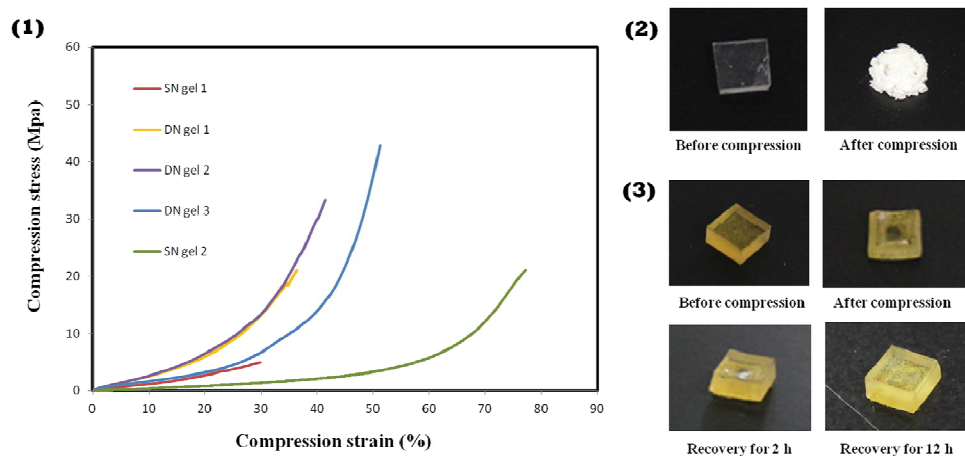 (1)
Compression stress (Mpa)
60
50
40
30
20
10
0
SN gel 1
DN gel 1
DN gel 2
DN gel 3
SN gel 2
0 10 20 30 40 50 60 70 80 90
Compression strain (%)
(2)
Before compression After compression
(3)
Before compression After compression
Recovery for 2 h Recovery for 12 h